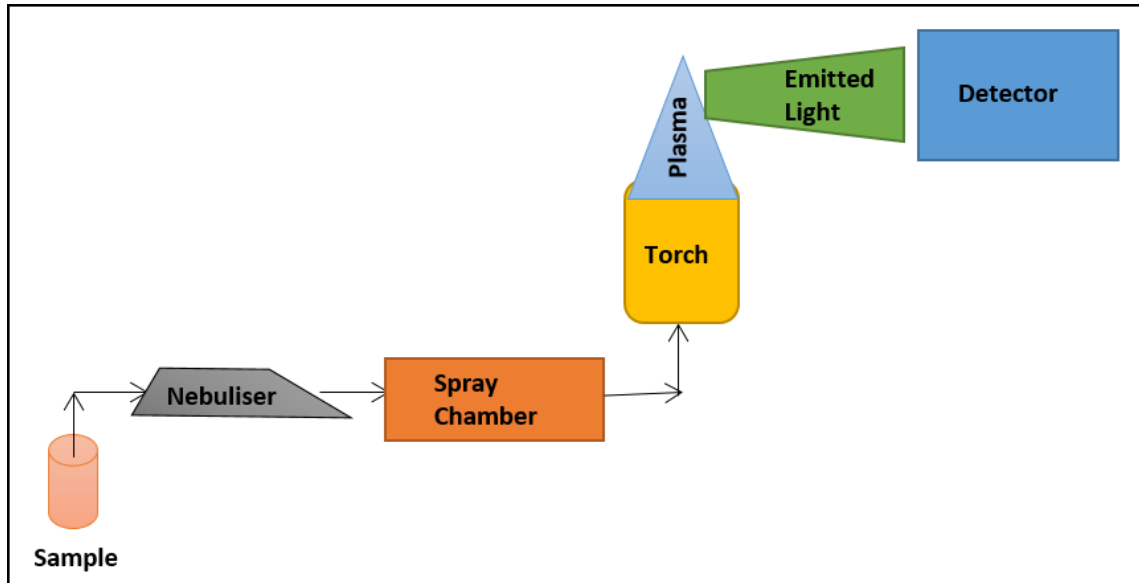 Sample
Nebuliser
Spray
Chamber
Torch
Plasma
Emitted
Light
Detector